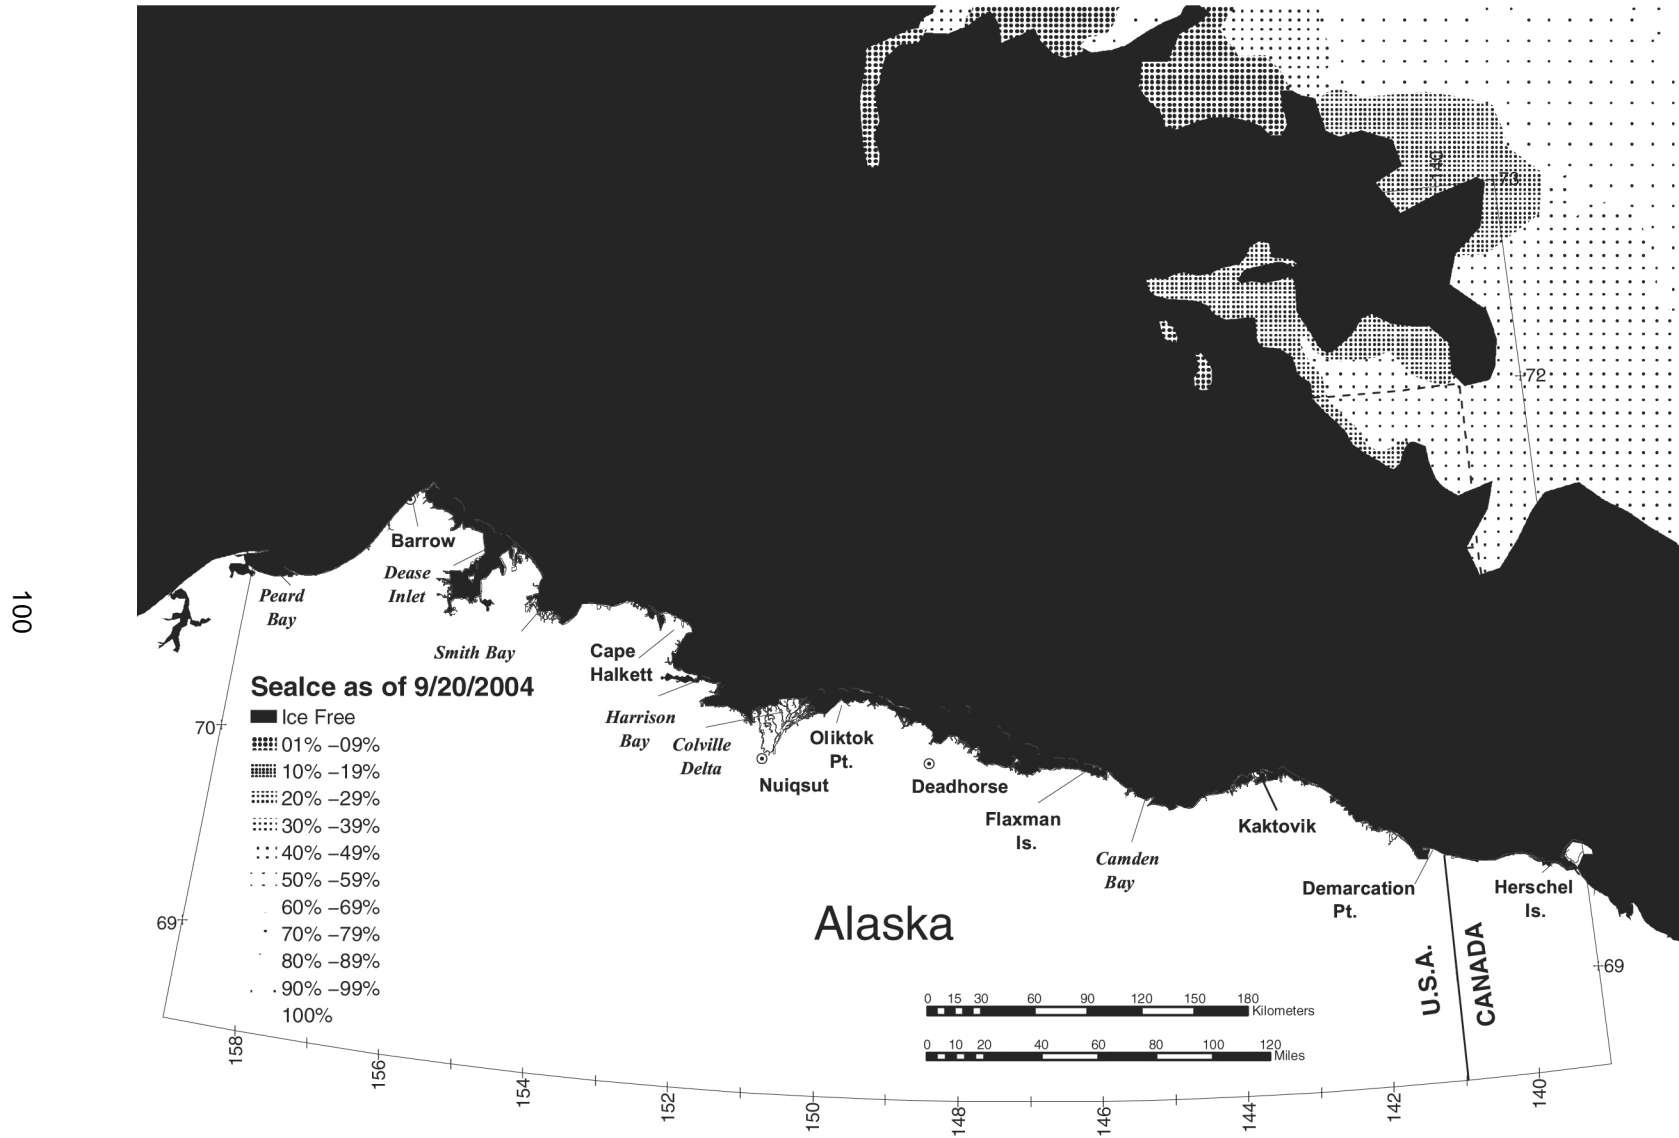 140
73
72
100
Barrow
Dease
Inlet
Peard
Bay
Smith Bay
Cape
Halkett
Harrison
Bay
Colville
Delta
Oliktok
Pt.
Nuiqsut
Deadhorse
Flaxman
Is.
Camden
Bay
Kaktovik
Demarcation
Pt.
Herschel
Is.
SeaIce as of 9/20/2004
Ice Free
01% –09%
10% –19%
20% –29%
30% –39%
40% –49%
50% –59%
60% –69%
70% –79%
80% –89%
90% –99%
100%
70
69
Alaska
U.S.A.
CANADA
69
0 15 30 60 90 120 150 180
Kilometers
0 10 20 40 60 80 100 120
Miles
158
156
154
152
150
148
146
144
142
140